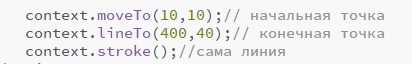 context.moveTo(10,10);// начальная точка
context.lineTo(400,40);// конечная точка
context.stroke();//сама линия